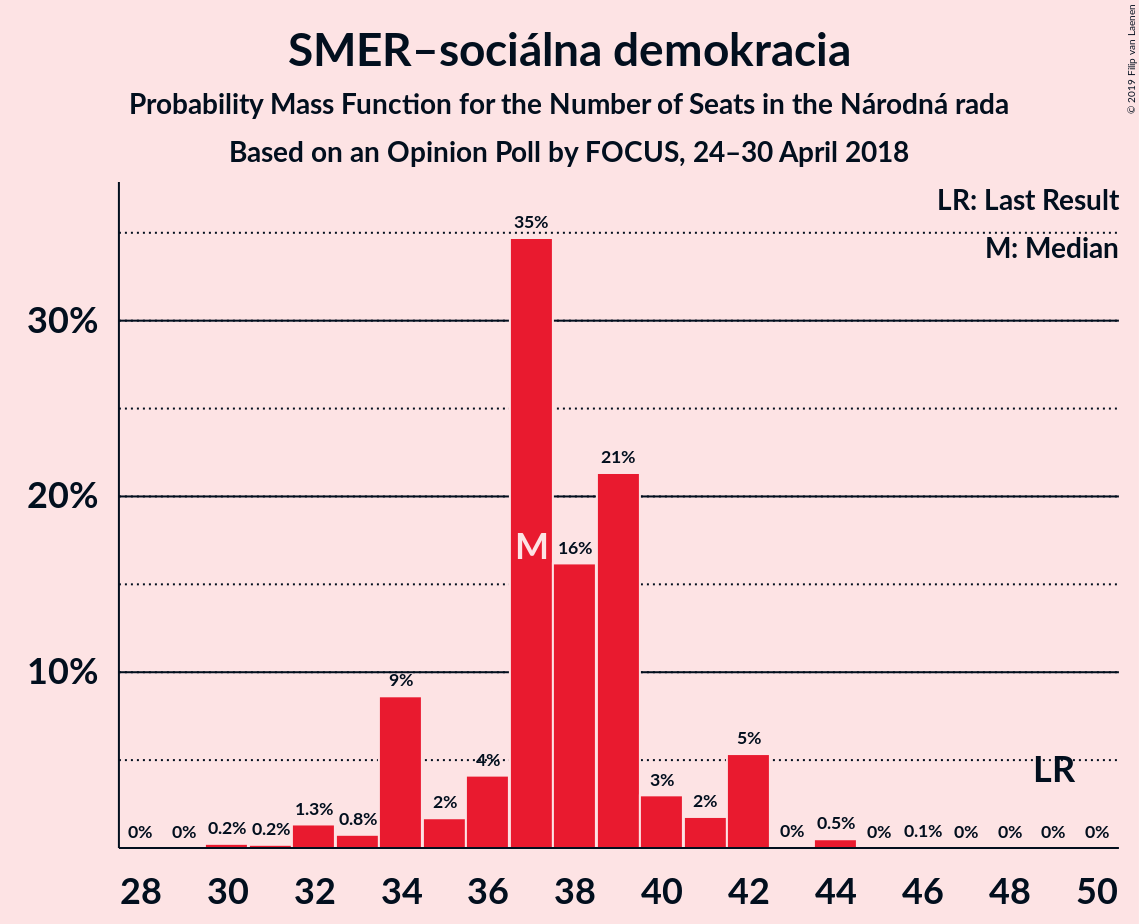 SMER–sociálna demokracia
Probability Mass Function for the Number of Seats in the Národná rada
Based on an Opinion Poll by FOCUS, 24–30 April 2018
© 2019 Filip van Laenen
LR: Last Result
M: Median
35%
30%
21%
20%
M
16%
10%
9%
5%
4%
LR
3%
2%
2%
1.3%
0.8%
0.5%
0% 0% 0.2% 0.2% 0% 0% 0.1% 0% 0% 0% 0%
28 30 32 34 36 38 40 42 44 46 48 50